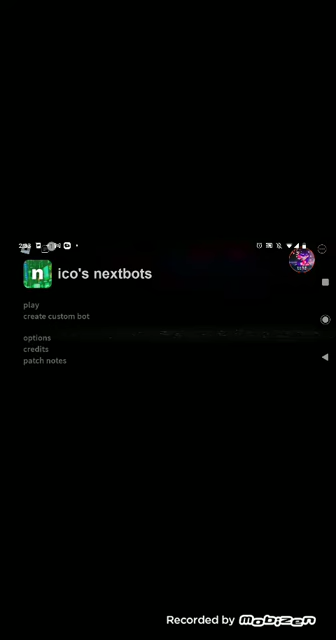 n ico's nextbots
play
create custom bot
options
credits
patch notes
Recorded by mobizen